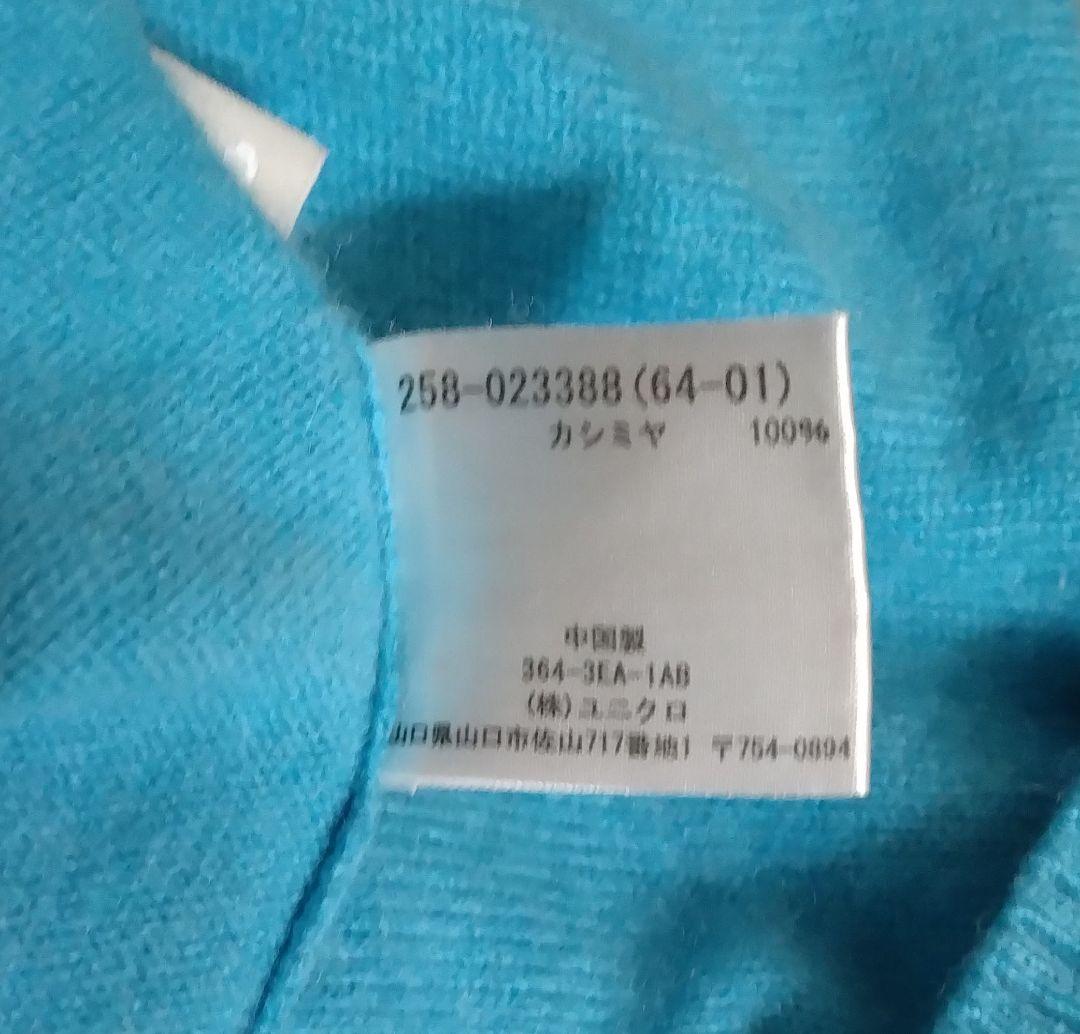 258-023388(64-01)
カシミヤ 100%
中国製
364-3EA-1AB
(株)ユニクロ
山口県山口市佐山717番地1 〒754-0894